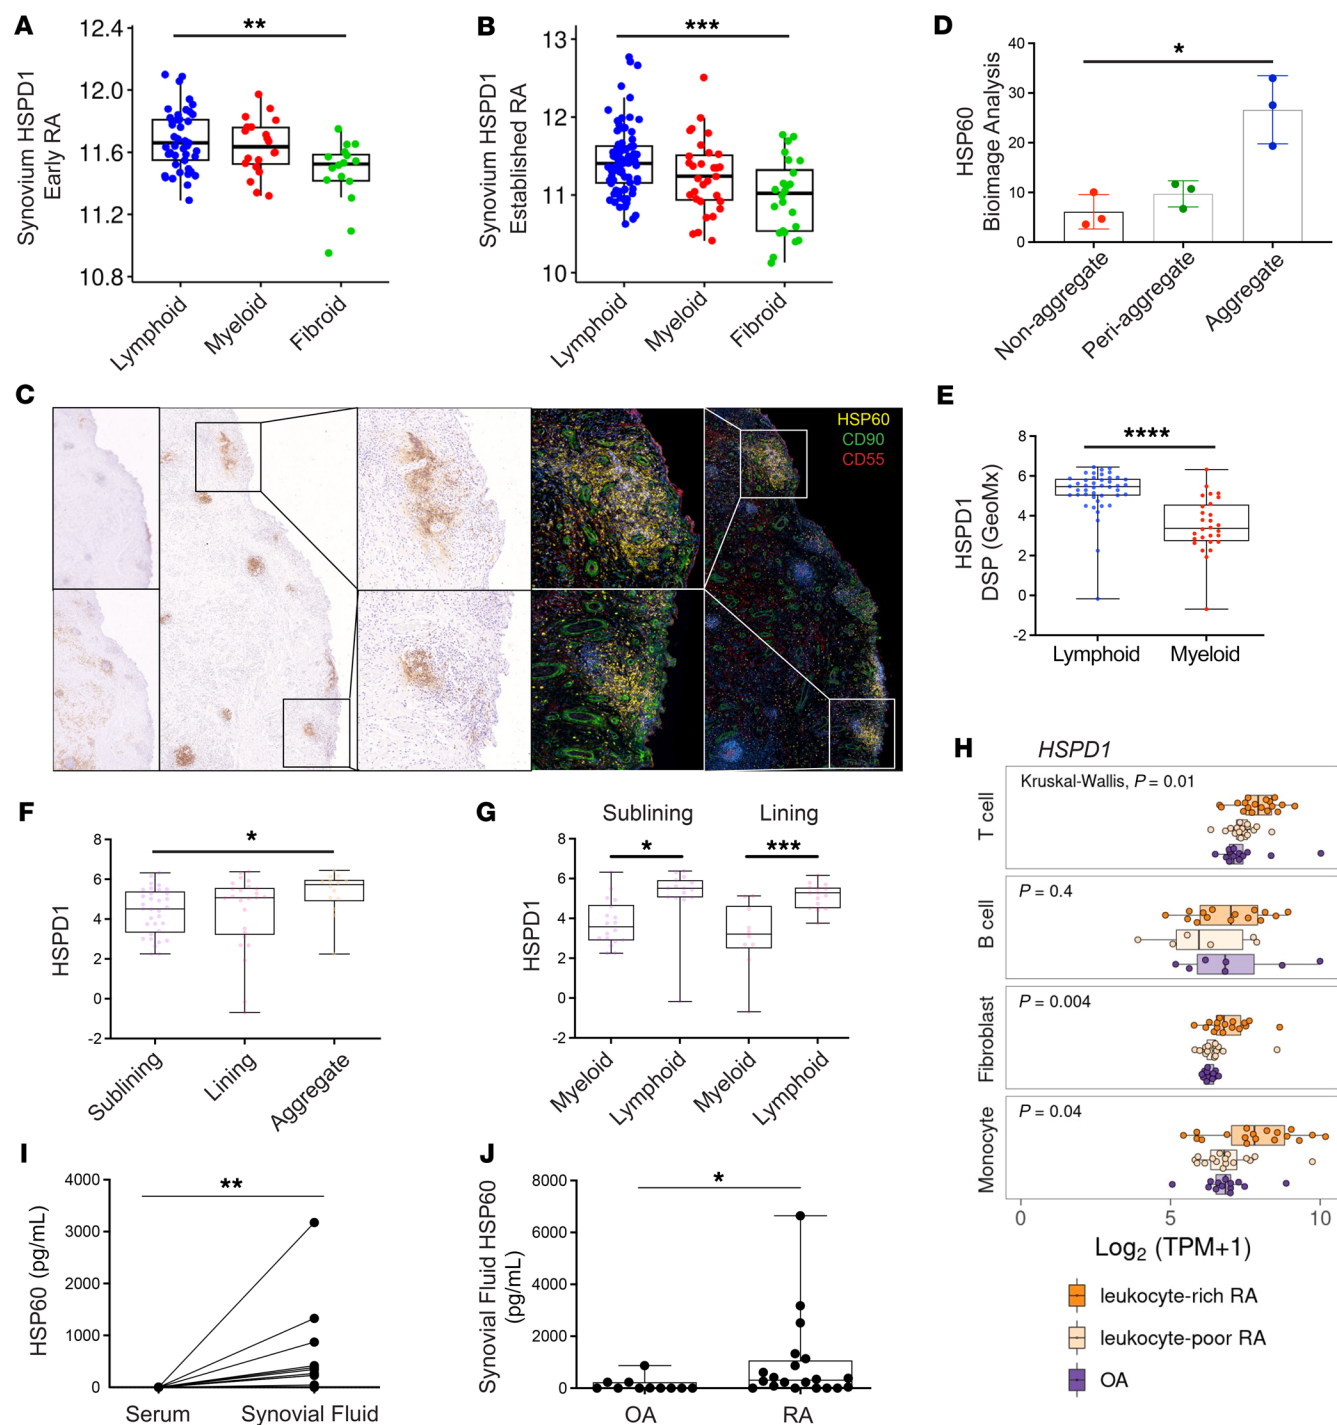 A
**
12.4
12.0
11.6
11.2
10.8
Synovium HSPD1
Early RA
Lymphoid
Myeloid
Fibroid
B
***
13
12
11
10
Synovium HSPD1
Established RA
Lymphoid
Myeloid
Fibroid
D
*
40
30
20
10
0
HSP60
Bioimage Analysis
Non-aggregate
Peri-aggregate
Aggregate
C
HSP60
CD90
CD55
E
****
8
6
4
2
0
-2
HSPD1
DSP (GeoMx)
Lymphoid
Myeloid
F
*
8
6
4
2
0
-2
HSPD1
Sublining
Lining
Aggregate
G
Sublining
Lining
*
***
8
6
4
2
0
-2
HSPD1
Myeloid
Lymphoid
Myeloid
Lymphoid
H
HSPD1
Kruskal-Wallis, P = 0.01
T cell
P = 0.4
B cell
P = 0.004
Fibroblast
P = 0.04
Monocyte
0
5
10
Log2 (TPM+1)
leukocyte-rich RA
leukocyte-poor RA
OA
I
**
4000
3000
2000
1000
0
HSP60 (pg/mL)
Serum
Synovial Fluid
J
*
8000
6000
4000
2000
0
Synovial Fluid HSP60
(pg/mL)
OA
RA